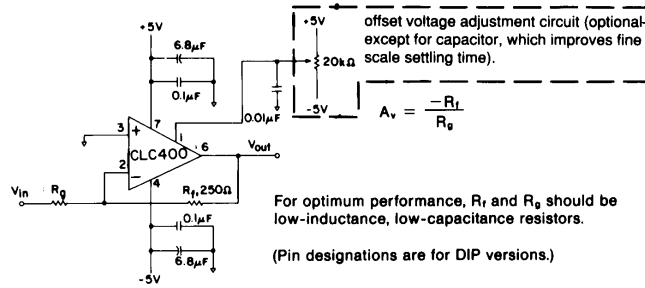 +5V
+5V
offset voltage adjustment circuit (optional-
except for capacitor, which improves fine
scale settling time).
6.8μF
20kΩ
0.1μF
0.01μF
-5V
Av = -Rf
Rg
3
+
7
1
CLC400
6
Vout
2
-
4
Vin
Rg
Rf,250Ω
0.1μF
6.8μF
-5V
For optimum performance, Rf and Rg should be
low-inductance, low-capacitance resistors.
(Pin designations are for DIP versions.)